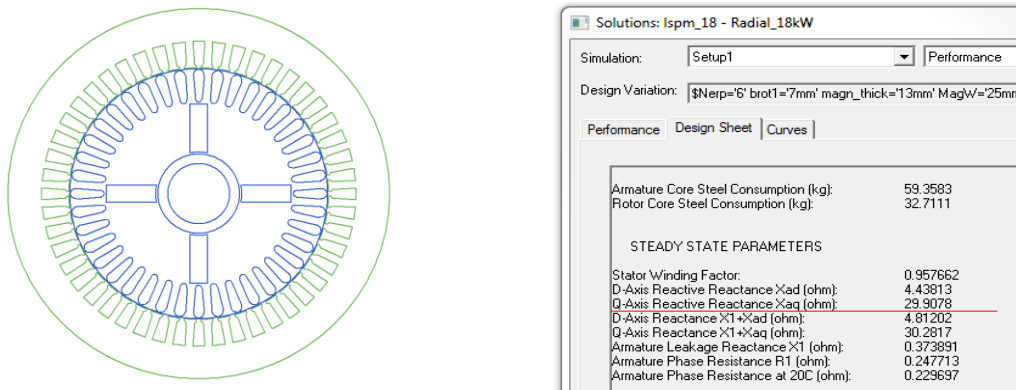 Solutions: lspm_18 - Radial_18kW
Simulation: Setup1 Performance
Design Variation: $Nerp='6' brot1='7mm' magn_thick='13mm' MagW='25mm
Performance Design Sheet Curves
Armature Core Steel Consumption (kg): 59.3583
Rotor Core Steel Consumption (kg): 32.7111
STEADY STATE PARAMETERS
Stator Winding Factor: 0.957662
D-Axis Reactive Reactance Xad (ohm): 4.43813
Q-Axis Reactive Reactance Xaq (ohm): 29.9078
D-Axis Reactance X1+Xad (ohm): 4.81202
Q-Axis Reactance X1+Xaq (ohm): 30.2817
Armature Leakage Reactance X1 (ohm): 0.373891
Armature Phase Resistance R1 (ohm): 0.247713
Armature Phase Resistance at 20C (ohm): 0.229697